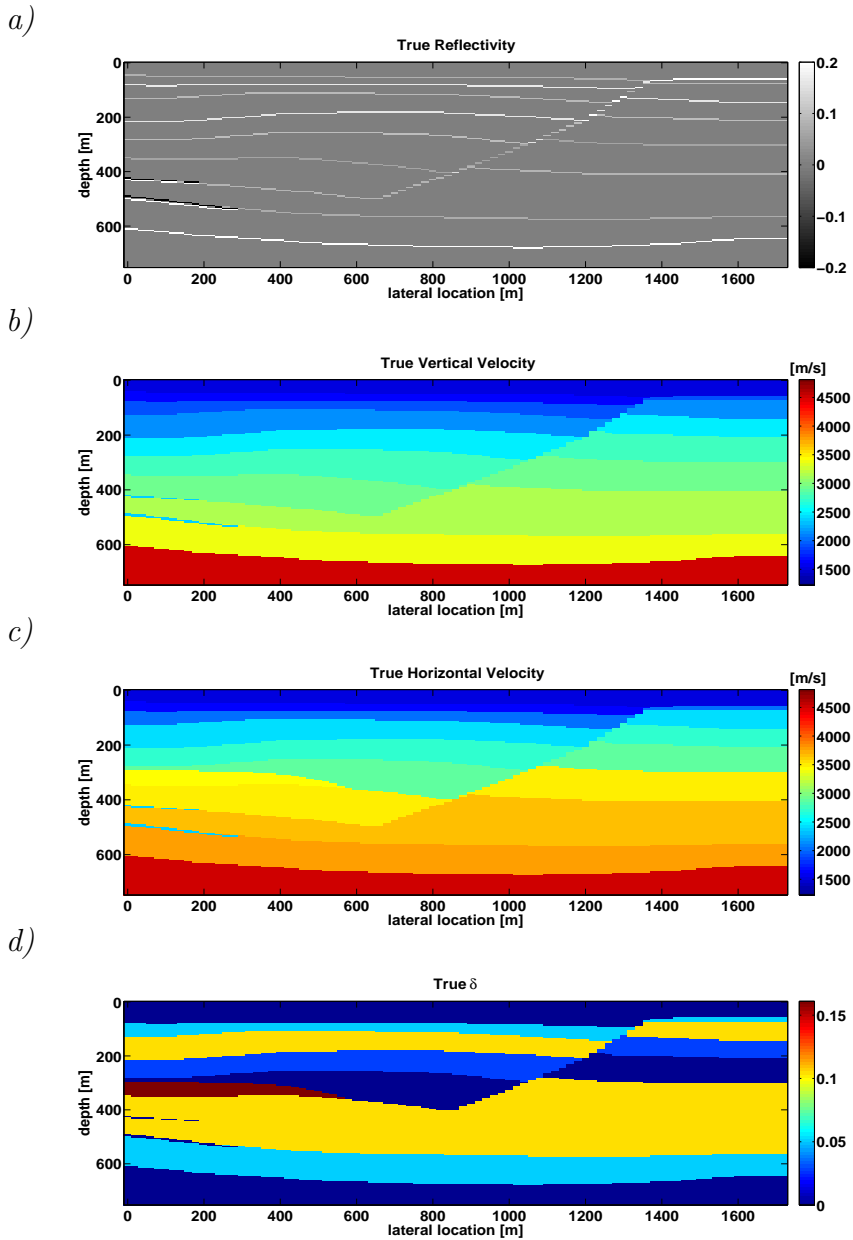 a)
True Reflectivity
0
200
400
600
depth [m]
0 200 400 600 800 1000 1200 1400 1600
lateral location [m]
0.2
0.1
0
−0.1
−0.2
b)
True Vertical Velocity
[m/s]
0
200
400
600
depth [m]
0 200 400 600 800 1000 1200 1400 1600
lateral location [m]
4500
4000
3500
3000
2500
2000
1500
c)
True Horizontal Velocity
[m/s]
0
200
400
600
depth [m]
0 200 400 600 800 1000 1200 1400 1600
lateral location [m]
4500
4000
3500
3000
2500
2000
1500
d)
True δ
0
200
400
600
depth [m]
0 200 400 600 800 1000 1200 1400 1600
lateral location [m]
0.15
0.1
0.05
0